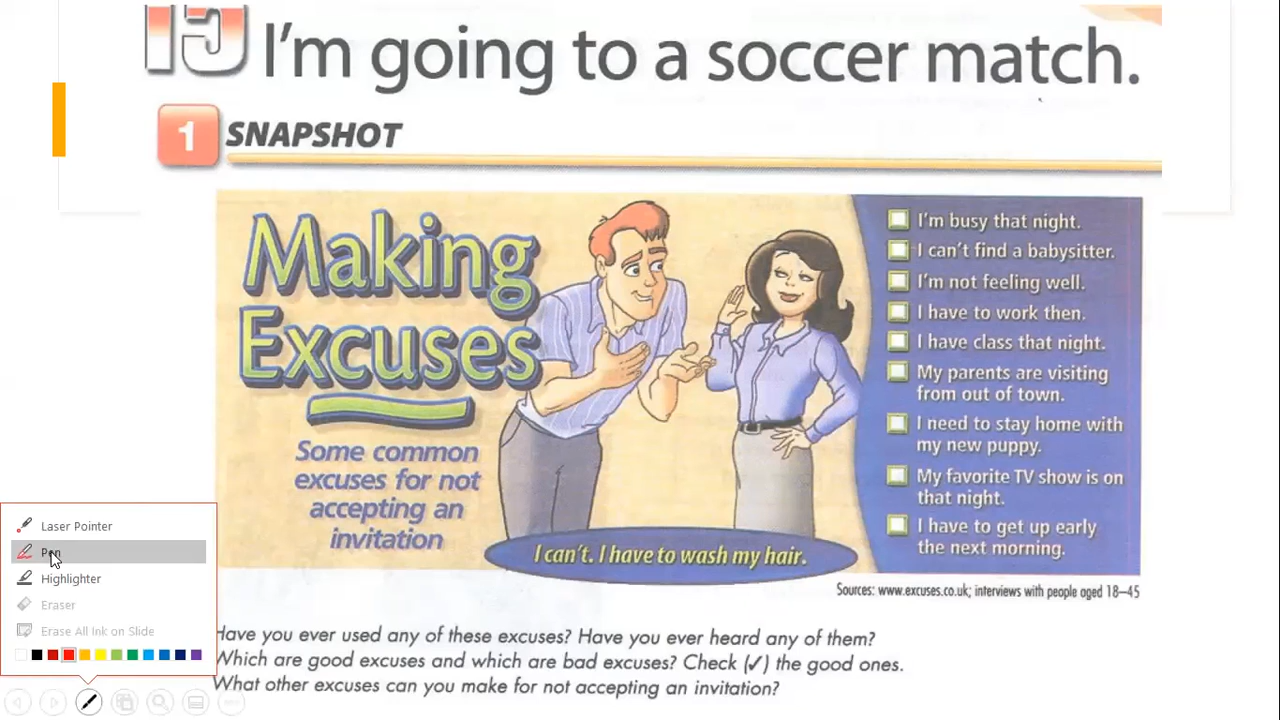 15 I'm going to a soccer match.
1 SNAPSHOT
Making
Excuses
Some common
excuses for not
accepting an
invitation
I can't. I have to wash my hair.
I'm busy that night.
I can't find a babysitter.
I'm not feeling well.
I have to work then.
I have class that night.
My parents are visiting
from out of town.
I need to stay home with
my new puppy.
My favorite TV show is on
that night.
I have to get up early
the next morning.
Sources: www.excuses.co.uk; interviews with people aged 18–45
Have you ever used any of these excuses? Have you ever heard any of them?
Which are good excuses and which are bad excuses? Check (✓) the good ones.
What other excuses can you make for not accepting an invitation?
Laser Pointer
Pen
Highlighter
Eraser
Erase All Ink on Slide